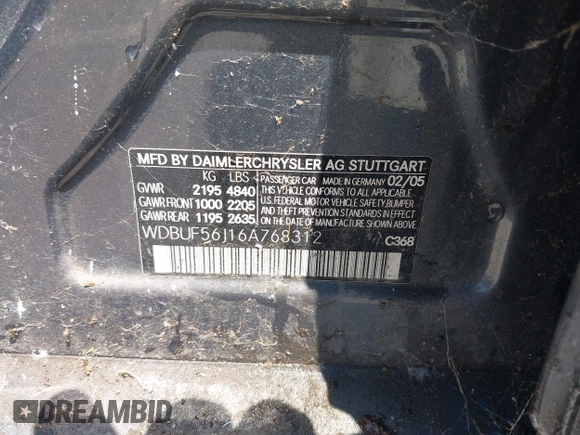 MFD BY DAIMLERCHRYSLER AG STUTTGART
KG LBS PASSENGER CAR MADE IN GERMANY 02/05
GVWR 2195 4840 THIS VEHICLE CONFORMS TO ALL
GAWR FRONT 1000 2205 APPLICABLE U.S. FEDERAL MOTOR
GAWR REAR 1195 2635 VEHICLE SAFETY, BUMPER,
AND THEFT PREVENTION STANDARDS
IN EFFECT ON THE DATE OF
MANUFACTURE SHOWN ABOVE.
WDBUF56J16A768312 C368
DREAMBID